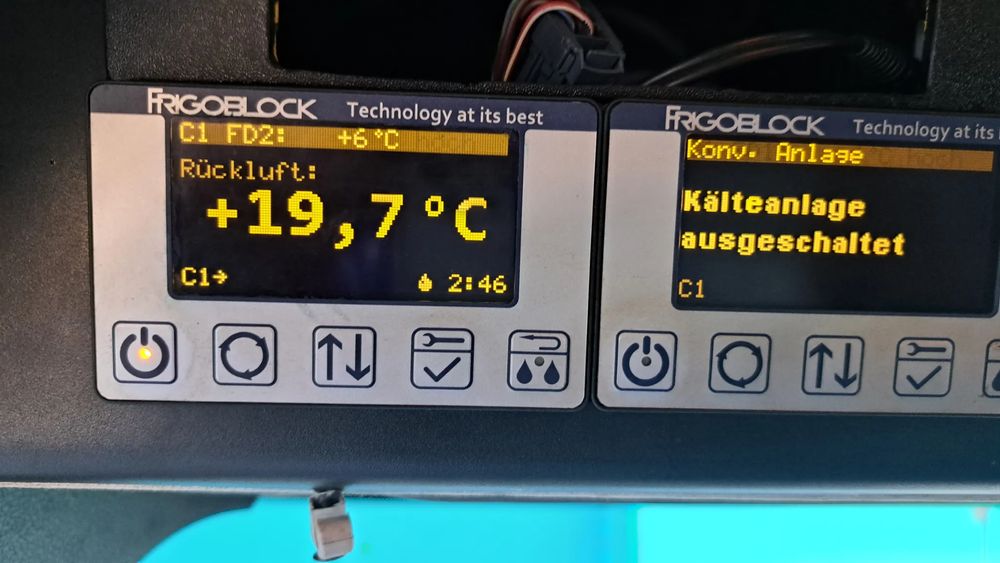 FRIGOBLOCK Technology at its best
C1 FD2: +6°C
Rückluft:
+19,7 °C
C1→ 2:46
FRIGOBLOCK Technology at its
Konv. Anlage
Kälteanlage
ausgeschaltet
C1